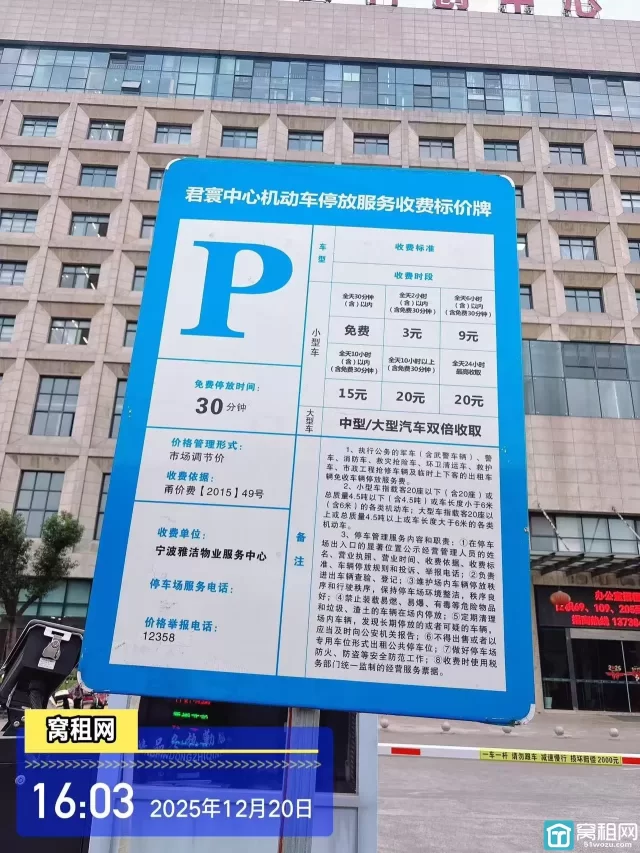 君寰中心机动车停放服务收费标价牌
P
免费停放时间：
30分钟
价格管理形式：
市场调节价
收费依据：
甬价费【2015】49号
收费单位：
宁波雅洁物业服务中心
停车场服务电话：
价格举报电话：
12358
车型
收费标准
收费时段
小型车
全天30分钟（含）以内
全天2小时（含）以内（含免费30分钟）
全天6小时（含）以内（含免费30分钟）
免费
3元
9元
全天10小时（含）以内（含免费30分钟）
全天10小时以上（含免费30分钟）
全天24小时最高收取
15元
20元
20元
大型车
中型/大型汽车双倍收取
备注
1、执行公务的军车（含武警车辆）、警
车、消防车、救灾抢险车、环卫清运车、救护
车、市政工程抢修车辆及临时上下客的出租车
辆免收车辆停放服务费。
2、小型车指载客20座以下（含20座）或
总质量4.5吨以下（含4.5吨）或车长度小于6米
（含6米）的各类机动车；大型车指载客20座以
上或总质量4.5吨以上或车长度大于6米的各类
机动车。
3、停车管理服务内容和职责：①在停车
场出入口的显著位置公示经营管理人员的姓
名、营业执照、营业时间、收费依据、收费标
准、车辆停放规则和投诉、举报电话；②负责
进出车辆查验、登记；③维护场内车辆停放秩
序和行驶秩序，保持停车场环境整洁，秩序良
好；④禁止装载易燃、易爆、有毒等危险物品
和垃圾、渣土的车辆在场内停放；⑤定期清理
场内车辆，发现长期停放的或者可疑的车辆，
应当及时向公安机关报告；⑥不得出售或者以
专用车位形式出租公共停车位；⑦做好停车场
防火、防盗等安全防范工作；⑧收费时使用税
务部门统一监制的经营服务票据。
一车一杆 请勿跟车 减速慢行 损坏赔偿2000元
窝租网
16:03 2025年12月20日
窝租网
51wozu.com